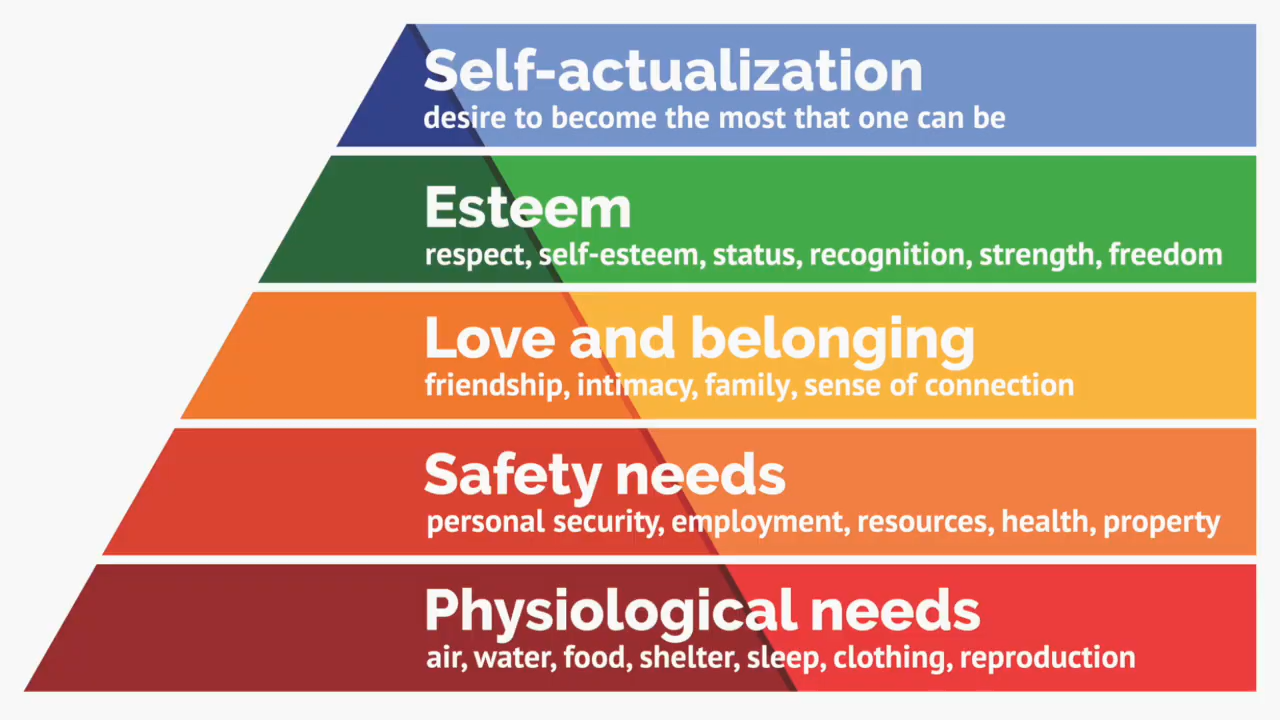 Self-actualization
desire to become the most that one can be
Esteem
respect, self-esteem, status, recognition, strength, freedom
Love and belonging
friendship, intimacy, family, sense of connection
Safety needs
personal security, employment, resources, health, property
Physiological needs
air, water, food, shelter, sleep, clothing, reproduction